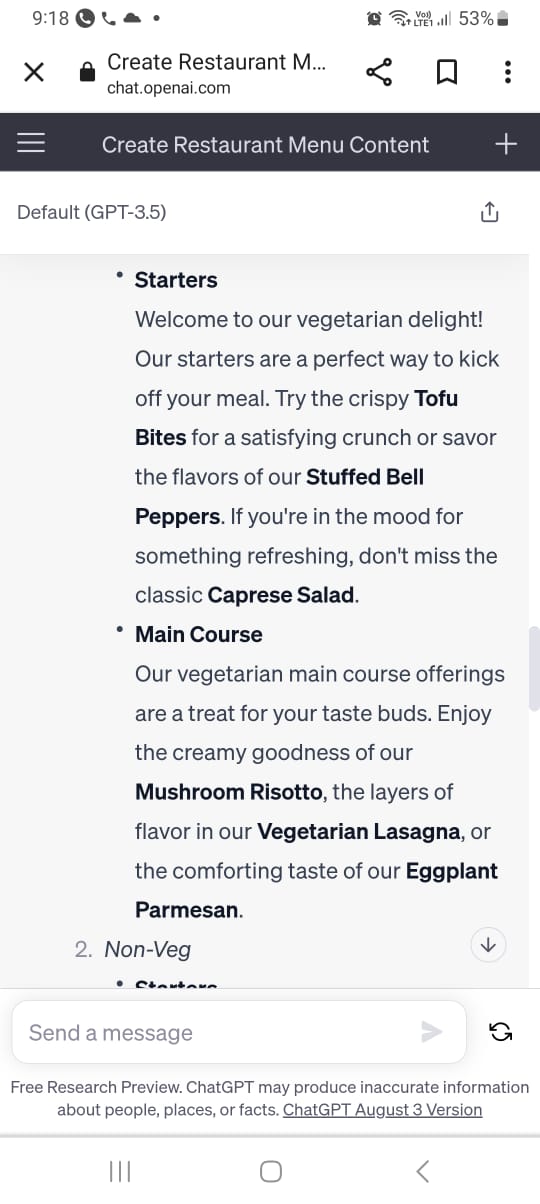 9:18
Vo))
LTE1
53%
Create Restaurant M...
chat.openai.com
Create Restaurant Menu Content
Default (GPT-3.5)
• Starters
Welcome to our vegetarian delight!
Our starters are a perfect way to kick
off your meal. Try the crispy Tofu
Bites for a satisfying crunch or savor
the flavors of our Stuffed Bell
Peppers. If you're in the mood for
something refreshing, don't miss the
classic Caprese Salad.
• Main Course
Our vegetarian main course offerings
are a treat for your taste buds. Enjoy
the creamy goodness of our
Mushroom Risotto, the layers of
flavor in our Vegetarian Lasagna, or
the comforting taste of our Eggplant
Parmesan.
2. Non-Veg
• Starters
Send a message
Free Research Preview. ChatGPT may produce inaccurate information
about people, places, or facts. ChatGPT August 3 Version